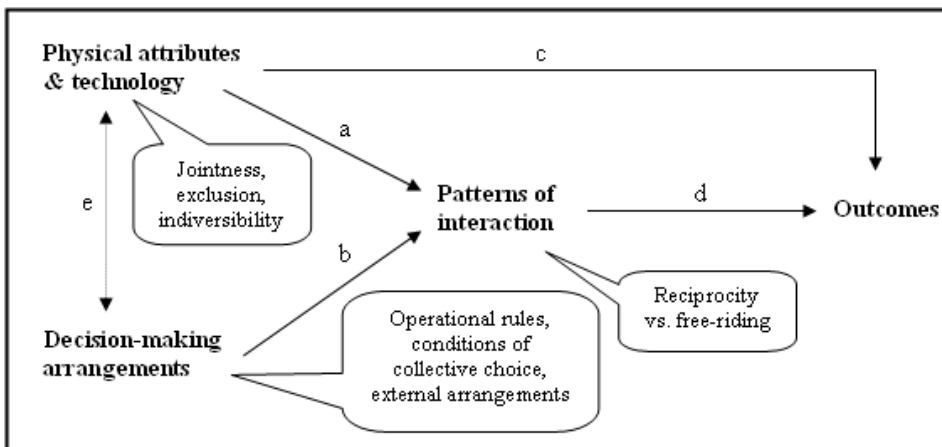 Physical attributes
& technology
c
a
Jointness,
exclusion,
indiversibility
e
Patterns of
interaction
d
Outcomes
b
Decision-making
arrangements
Operational rules,
conditions of
collective choice,
external arrangements
Reciprocity
vs. free-riding